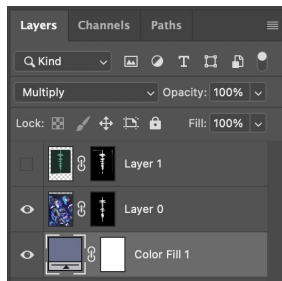 Layers Channels Paths
Kind T
Multiply Opacity: 100%
Lock: Fill: 100%
Layer 1
Layer 0
Color Fill 1